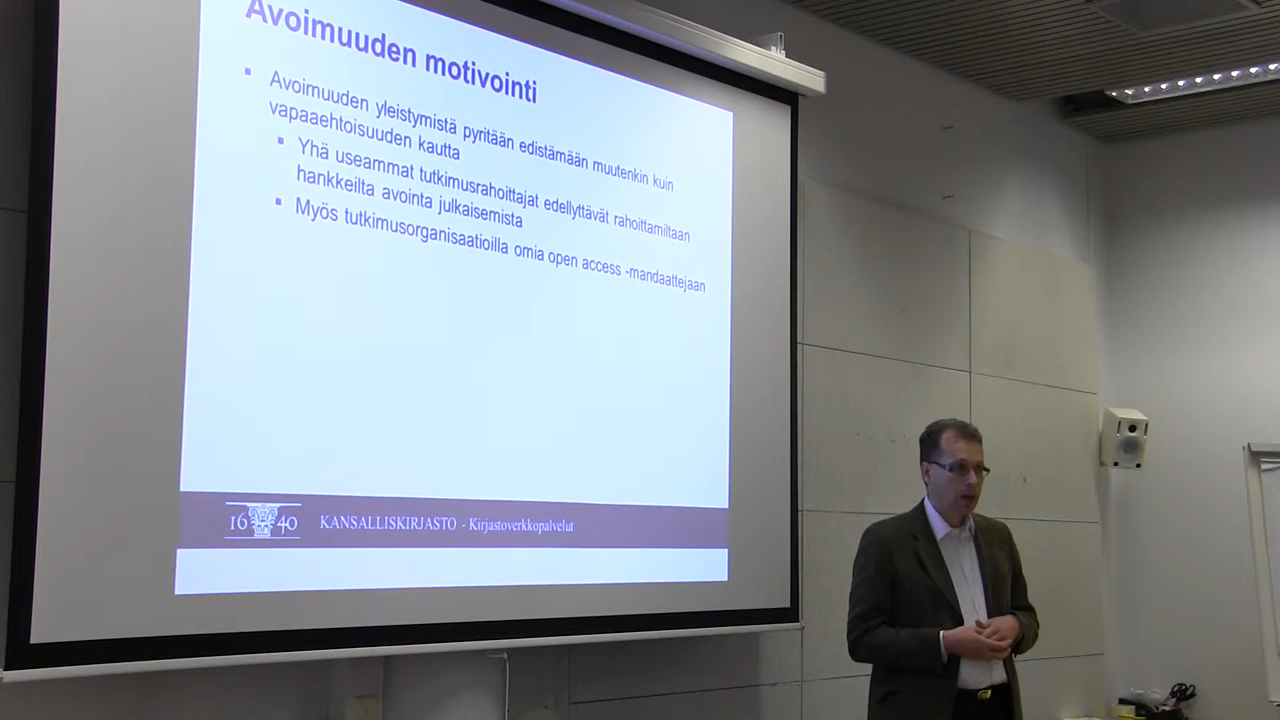 Avoimuuden motivointi
Avoimuuden yleistymistä pyritään edistämään muutenkin kuin
vapaaehtoisuuden kautta
Yhä useammat tutkimusrahoittajat edellyttävät rahoittamiltaan
hankkeilta avointa julkaisemista
Myös tutkimusorganisaatioilla omia open access -mandaattejaan
1640 KANSALLISKIRJASTO - Kirjastoverkkopalvelut